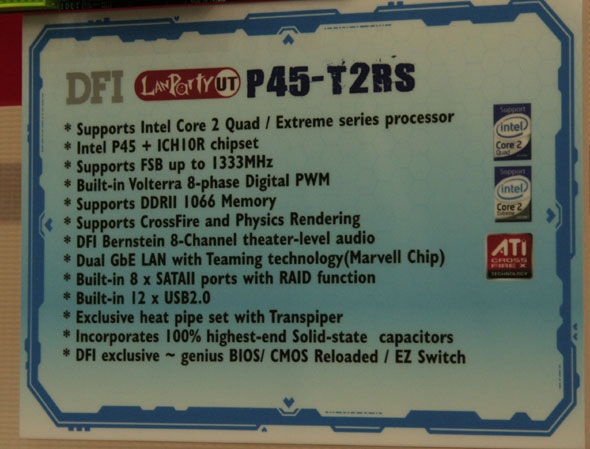 DFI LANPARTY UT P45-T2RS
* Supports Intel Core 2 Quad / Extreme series processor
* Intel P45 + ICH10R chipset
* Supports FSB up to 1333MHz
* Built-in Volterra 8-phase Digital PWM
* Supports DDRII 1066 Memory
* Supports CrossFire and Physics Rendering
* DFI Bernstein 8-Channel theater-level audio
* Dual GbE LAN with Teaming technology(Marvell Chip)
* Built-in 8 x SATAII ports with RAID function
* Built-in 12 x USB2.0
* Exclusive heat pipe set with Transpiper
* Incorporates 100% highest-end Solid-state capacitors
* DFI exclusive ~ genius BIOS/ CMOS Reloaded / EZ Switch
Support
intel
Core 2
Quad
Support
intel
Core 2
Extreme
ATI
CROSS
FIRE X
TECHNOLOGY